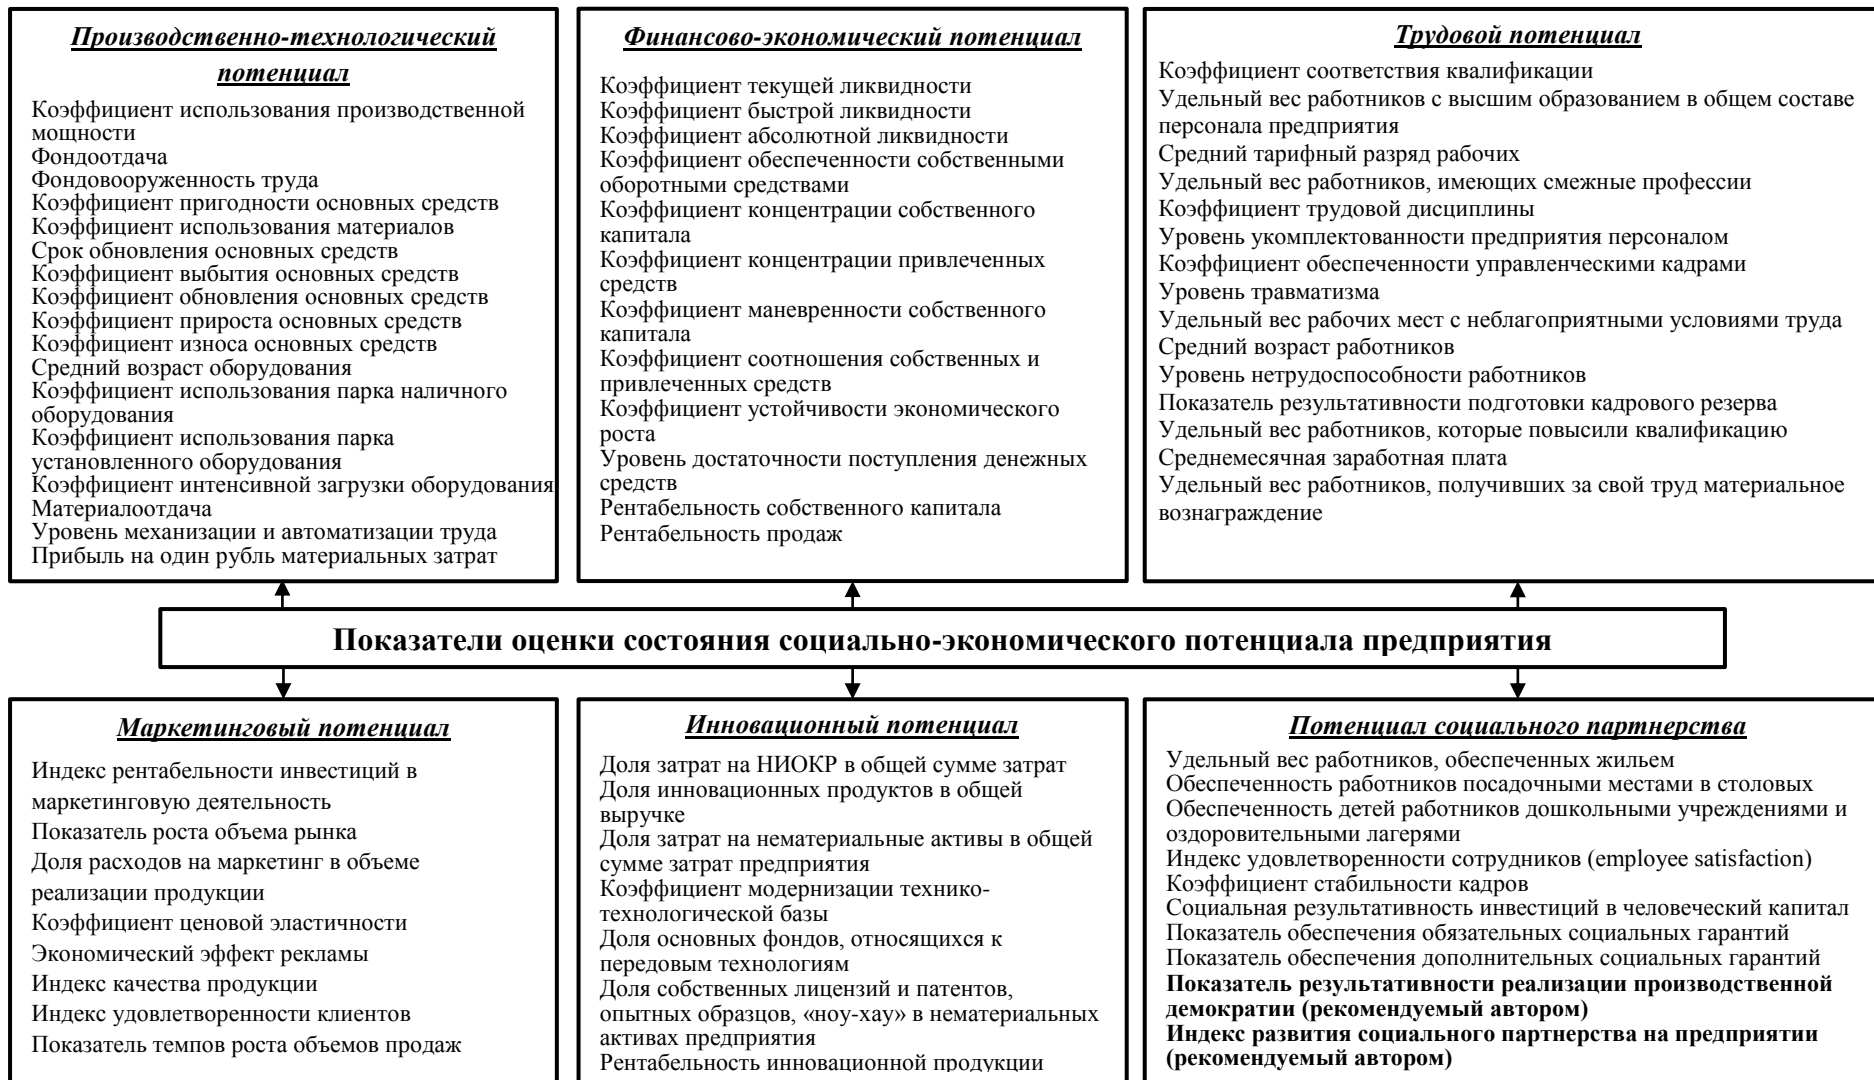 Производственно-технологический
потенциал
Коэффициент использования производственной
мощности
Фондоотдача
Фондовооруженность труда
Коэффициент пригодности основных средств
Коэффициент использования материалов
Срок обновления основных средств
Коэффициент выбытия основных средств
Коэффициент обновления основных средств
Коэффициент прироста основных средств
Коэффициент износа основных средств
Средний возраст оборудования
Коэффициент использования парка наличного
оборудования
Коэффициент использования парка
установленного оборудования
Коэффициент интенсивной загрузки оборудования
Материалоотдача
Уровень механизации и автоматизации труда
Прибыль на один рубль материальных затрат
Финансово-экономический потенциал
Коэффициент текущей ликвидности
Коэффициент быстрой ликвидности
Коэффициент абсолютной ликвидности
Коэффициент обеспеченности собственными
оборотными средствами
Коэффициент концентрации собственного
капитала
Коэффициент концентрации привлеченных
средств
Коэффициент маневренности собственного
капитала
Коэффициент соотношения собственных и
привлеченных средств
Коэффициент устойчивости экономического
роста
Уровень достаточности поступления денежных
средств
Рентабельность собственного капитала
Рентабельность продаж
Трудовой потенциал
Коэффициент соответствия квалификации
Удельный вес работников с высшим образованием в общем составе
персонала предприятия
Средний тарифный разряд рабочих
Удельный вес работников, имеющих смежные профессии
Коэффициент трудовой дисциплины
Уровень укомплектованности предприятия персоналом
Коэффициент обеспеченности управленческими кадрами
Уровень травматизма
Удельный вес рабочих мест с неблагоприятными условиями труда
Средний возраст работников
Уровень нетрудоспособности работников
Показатель результативности подготовки кадрового резерва
Удельный вес работников, которые повысили квалификацию
Среднемесячная заработная плата
Удельный вес работников, получивших за свой труд материальное
вознаграждение
Показатели оценки состояния социально-экономического потенциала предприятия
Маркетинговый потенциал
Индекс рентабельности инвестиций в
маркетинговую деятельность
Показатель роста объема рынка
Доля расходов на маркетинг в объеме
реализации продукции
Коэффициент ценовой эластичности
Экономический эффект рекламы
Индекс качества продукции
Индекс удовлетворенности клиентов
Показатель темпов роста объемов продаж
Инновационный потенциал
Доля затрат на НИОКР в общей сумме затрат
Доля инновационных продуктов в общей
выручке
Доля затрат на нематериальные активы в общей
сумме затрат предприятия
Коэффициент модернизации технико-
технологической базы
Доля основных фондов, относящихся к
передовым технологиям
Доля собственных лицензий и патентов,
опытных образцов, «ноу-хау» в нематериальных
активах предприятия
Рентабельность инновационной продукции
Потенциал социального партнерства
Удельный вес работников, обеспеченных жильем
Обеспеченность работников посадочными местами в столовых
Обеспеченность детей работников дошкольными учреждениями и
оздоровительными лагерями
Индекс удовлетворенности сотрудников (employee satisfaction)
Коэффициент стабильности кадров
Социальная результативность инвестиций в человеческий капитал
Показатель обеспечения обязательных социальных гарантий
Показатель обеспечения дополнительных социальных гарантий
Показатель результативности реализации производственной
демократии (рекомендуемый автором)
Индекс развития социального партнерства на предприятии
(рекомендуемый автором)